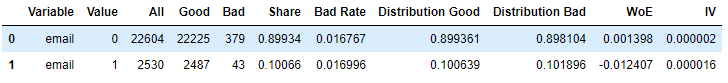 Variable Value All Good Bad Share Bad Rate Distribution Good Distribution Bad WoE IV
0 email 0 22604 22225 379 0.89934 0.016767 0.899361 0.898104 0.001398 0.000002
1 email 1 2530 2487 43 0.10066 0.016996 0.100639 0.101896 -0.012407 0.000016